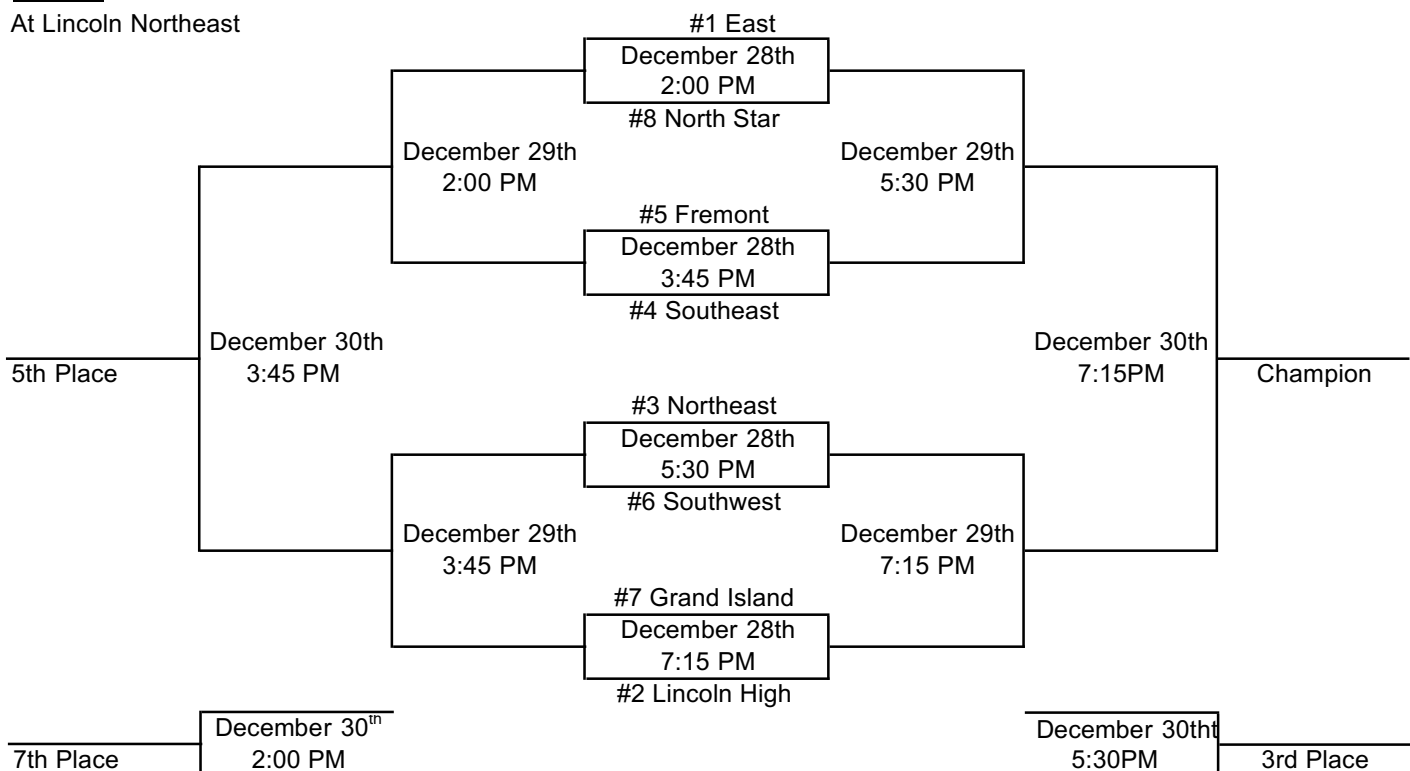 At Lincoln Northeast
#1 East
December 28th
2:00 PM
#8 North Star
December 29th
2:00 PM
December 29th
5:30 PM
#5 Fremont
December 28th
3:45 PM
#4 Southeast
December 30th
3:45 PM
5th Place
December 30th
7:15PM
Champion
#3 Northeast
December 28th
5:30 PM
#6 Southwest
December 29th
3:45 PM
December 29th
7:15 PM
#7 Grand Island
December 28th
7:15 PM
#2 Lincoln High
December 30th
2:00 PM
7th Place
December 30tht
5:30PM
3rd Place